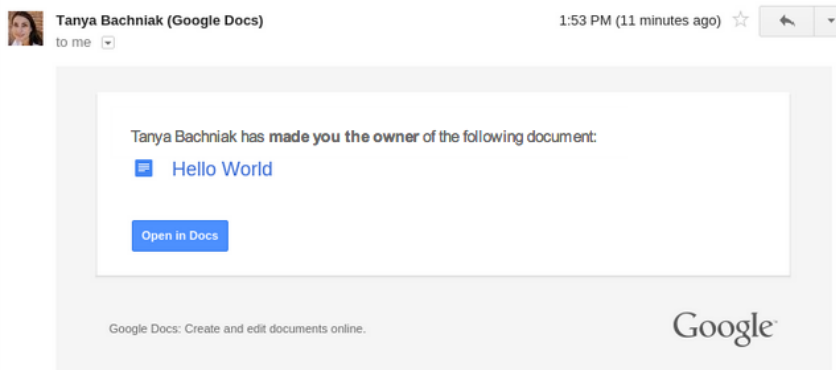 Tanya Bachniak (Google Docs) 1:53 PM (11 minutes ago)
to me
Tanya Bachniak has made you the owner of the following document:
Hello World
Open in Docs
Google Docs: Create and edit documents online.
Google